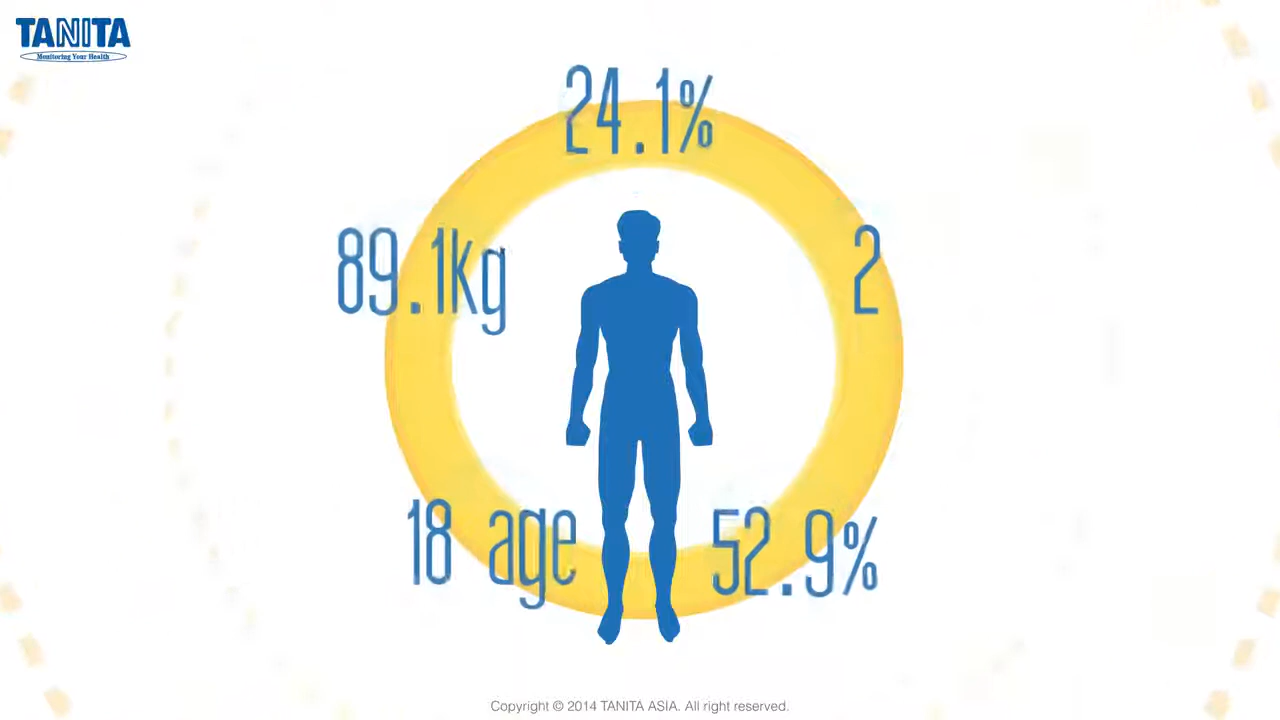 TANITA
Monitoring Your Health
24.1%
89.1kg
2
18 age
52.9%
Copyright © 2014 TANITA ASIA. All right reserved.